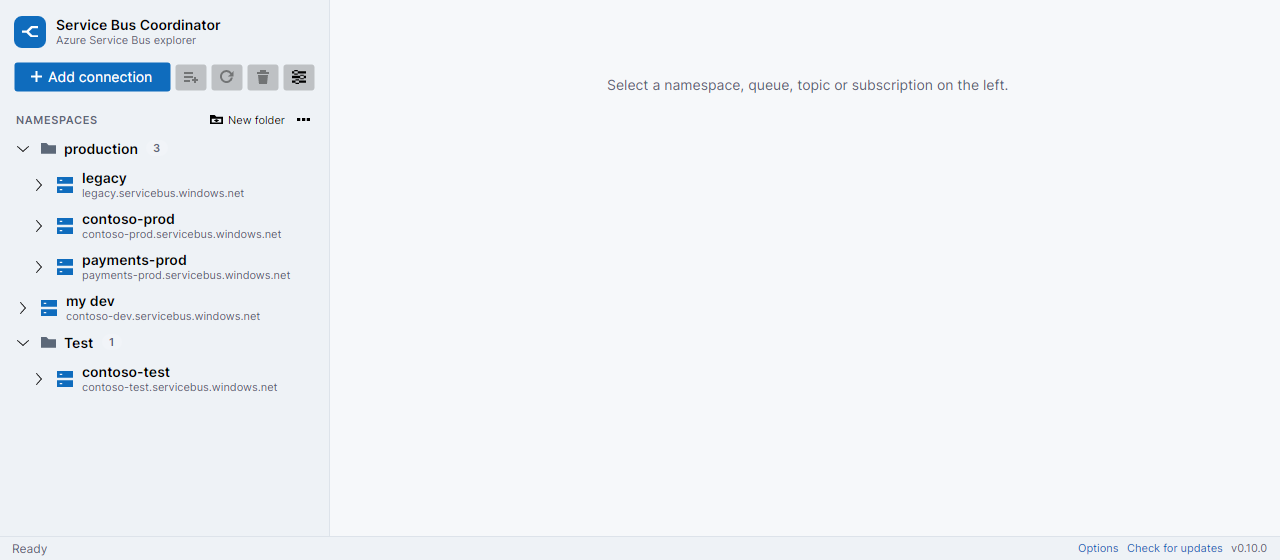 Service Bus Coordinator
Azure Service Bus explorer
Add connection
NAMESPACES
New folder
production 3
legacy
legacy.servicebus.windows.net
contoso-prod
contoso-prod.servicebus.windows.net
payments-prod
payments-prod.servicebus.windows.net
my dev
contoso-dev.servicebus.windows.net
Test 1
contoso-test
contoso-test.servicebus.windows.net
Select a namespace, queue, topic or subscription on the left.
Ready
Options Check for updates v0.10.0